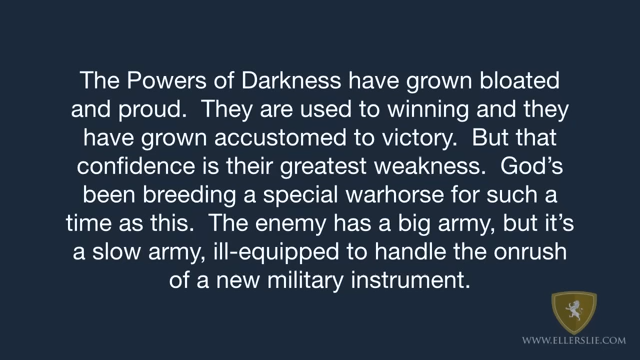 The Powers of Darkness have grown bloated
and proud.  They are used to winning and they
have grown accustomed to victory.  But that
confidence is their greatest weakness.  God's
been breeding a special warhorse for such a
time as this.  The enemy has a big army, but it's
a slow army, ill-equipped to handle the onrush
of a new military instrument.
WWW.ELLERSLIE.COM